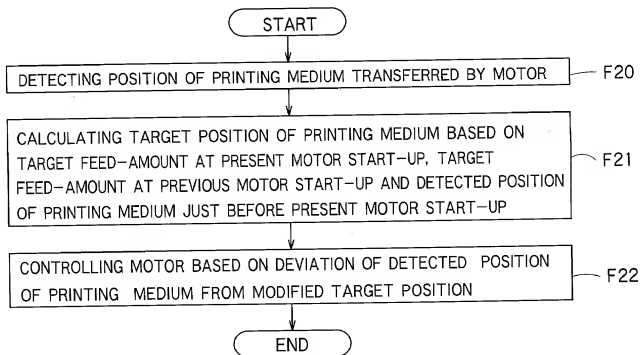 START
DETECTING POSITION OF PRINTING MEDIUM TRANSFERRED BY MOTOR
F20
CALCULATING TARGET POSITION OF PRINTING MEDIUM BASED ON
TARGET FEED-AMOUNT AT PRESENT MOTOR START-UP, TARGET
FEED-AMOUNT AT PREVIOUS MOTOR START-UP AND DETECTED POSITION
OF PRINTING MEDIUM JUST BEFORE PRESENT MOTOR START-UP
F21
CONTROLLING MOTOR BASED ON DEVIATION OF DETECTED POSITION
OF PRINTING MEDIUM FROM MODIFIED TARGET POSITION
F22
END